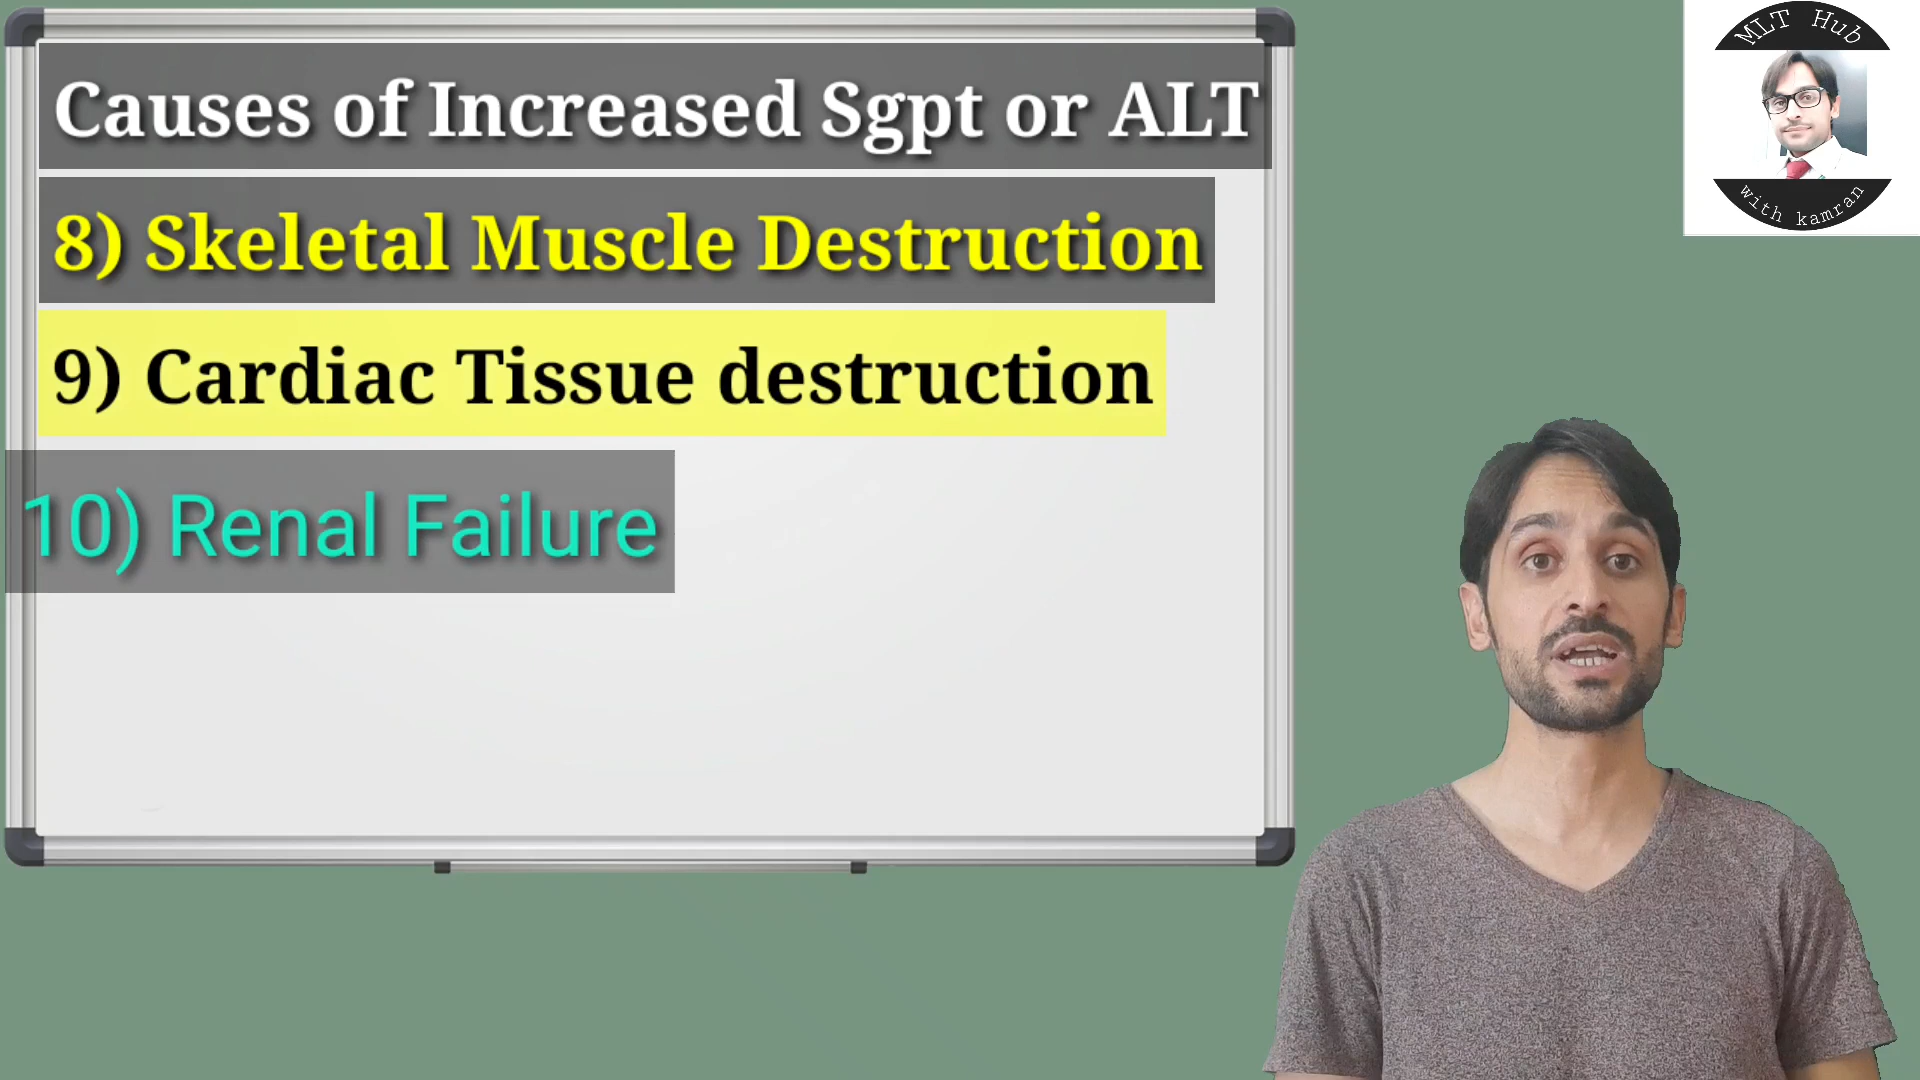 Causes of Increased Sgpt or ALT
8) Skeletal Muscle Destruction
9) Cardiac Tissue destruction
10) Renal Failure
MLT Hub
with kamran